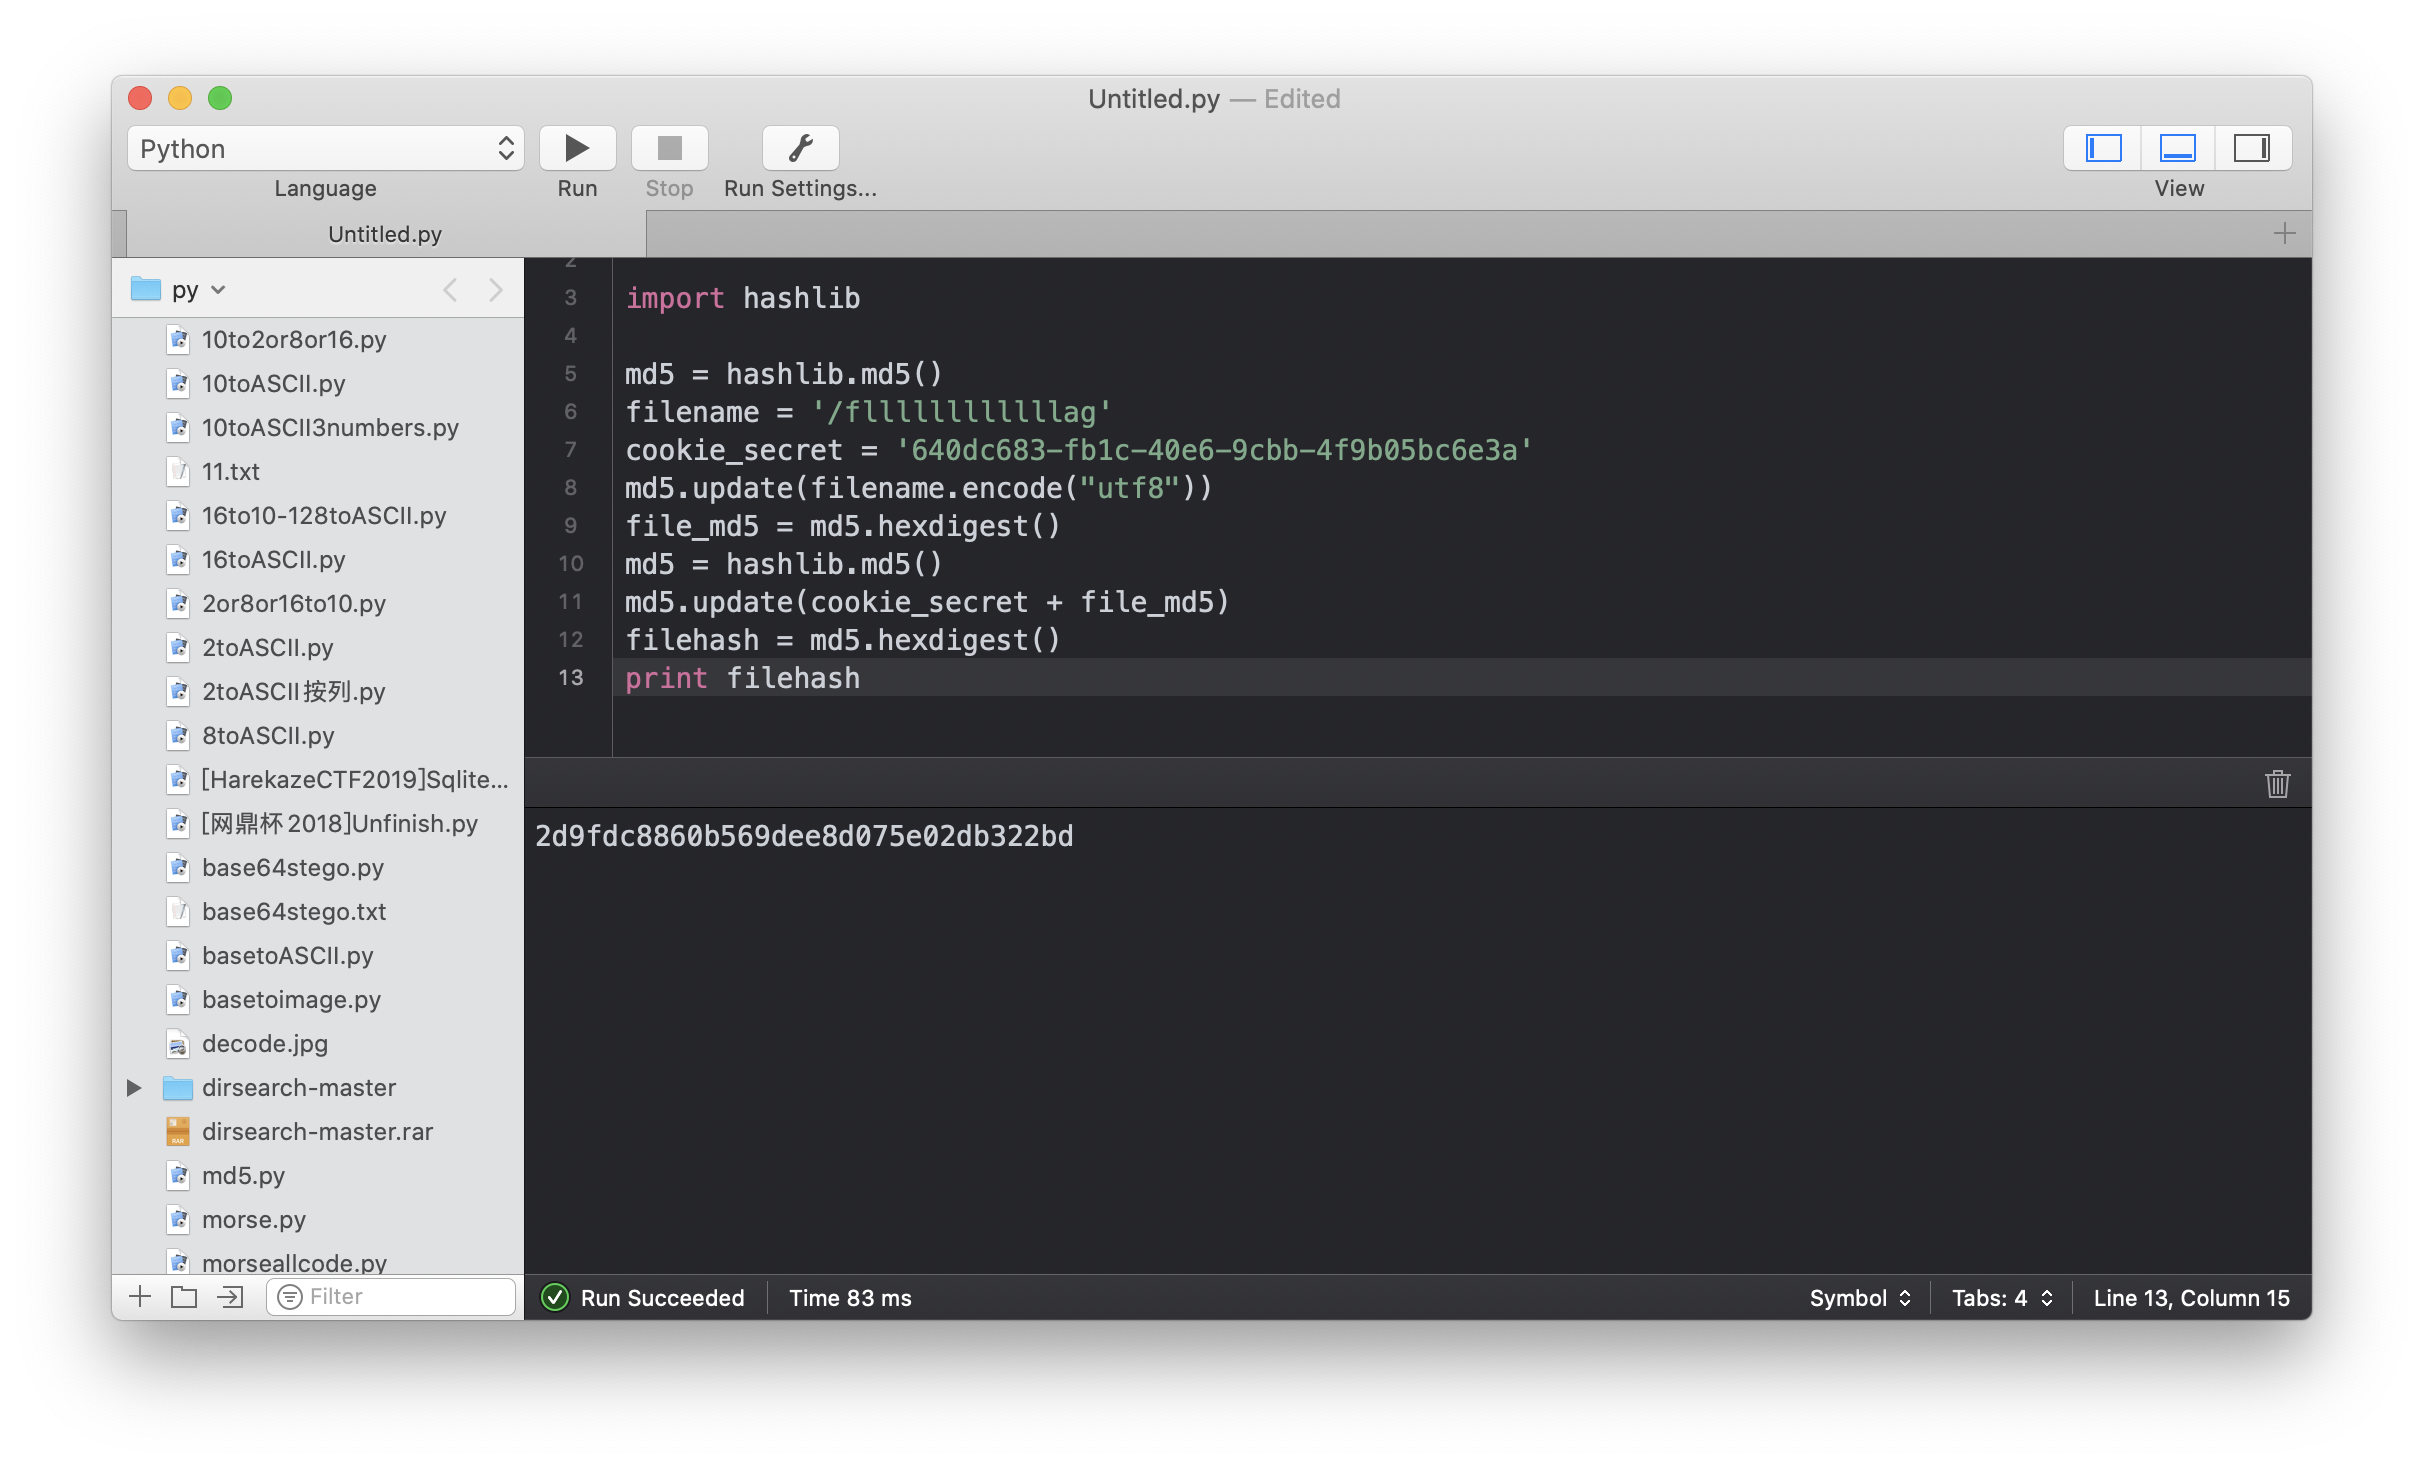 Untitled.py — Edited
Python
Language
Run
Stop
Run Settings...
View
Untitled.py
py
10to2or8or16.py
10toASCII.py
10toASCII3numbers.py
11.txt
16to10-128toASCII.py
16toASCII.py
2or8or16to10.py
2toASCII.py
2toASCII按列.py
8toASCII.py
[HarekazeCTF2019]Sqlite...
[网鼎杯 2018]Unfinish.py
base64stego.py
base64stego.txt
basetoASCII.py
basetoimage.py
decode.jpg
dirsearch-master
dirsearch-master.rar
md5.py
morse.py
morseallcode.py
Filter
2
3 import hashlib
4
5 md5 = hashlib.md5()
6 filename = '/fllllllllllllag'
7 cookie_secret = '640dc683-fb1c-40e6-9cbb-4f9b05bc6e3a'
8 md5.update(filename.encode("utf8"))
9 file_md5 = md5.hexdigest()
10 md5 = hashlib.md5()
11 md5.update(cookie_secret + file_md5)
12 filehash = md5.hexdigest()
13 print filehash
2d9fdc8860b569dee8d075e02db322bd
Run Succeeded
Time 83 ms
Symbol
Tabs: 4
Line 13, Column 15